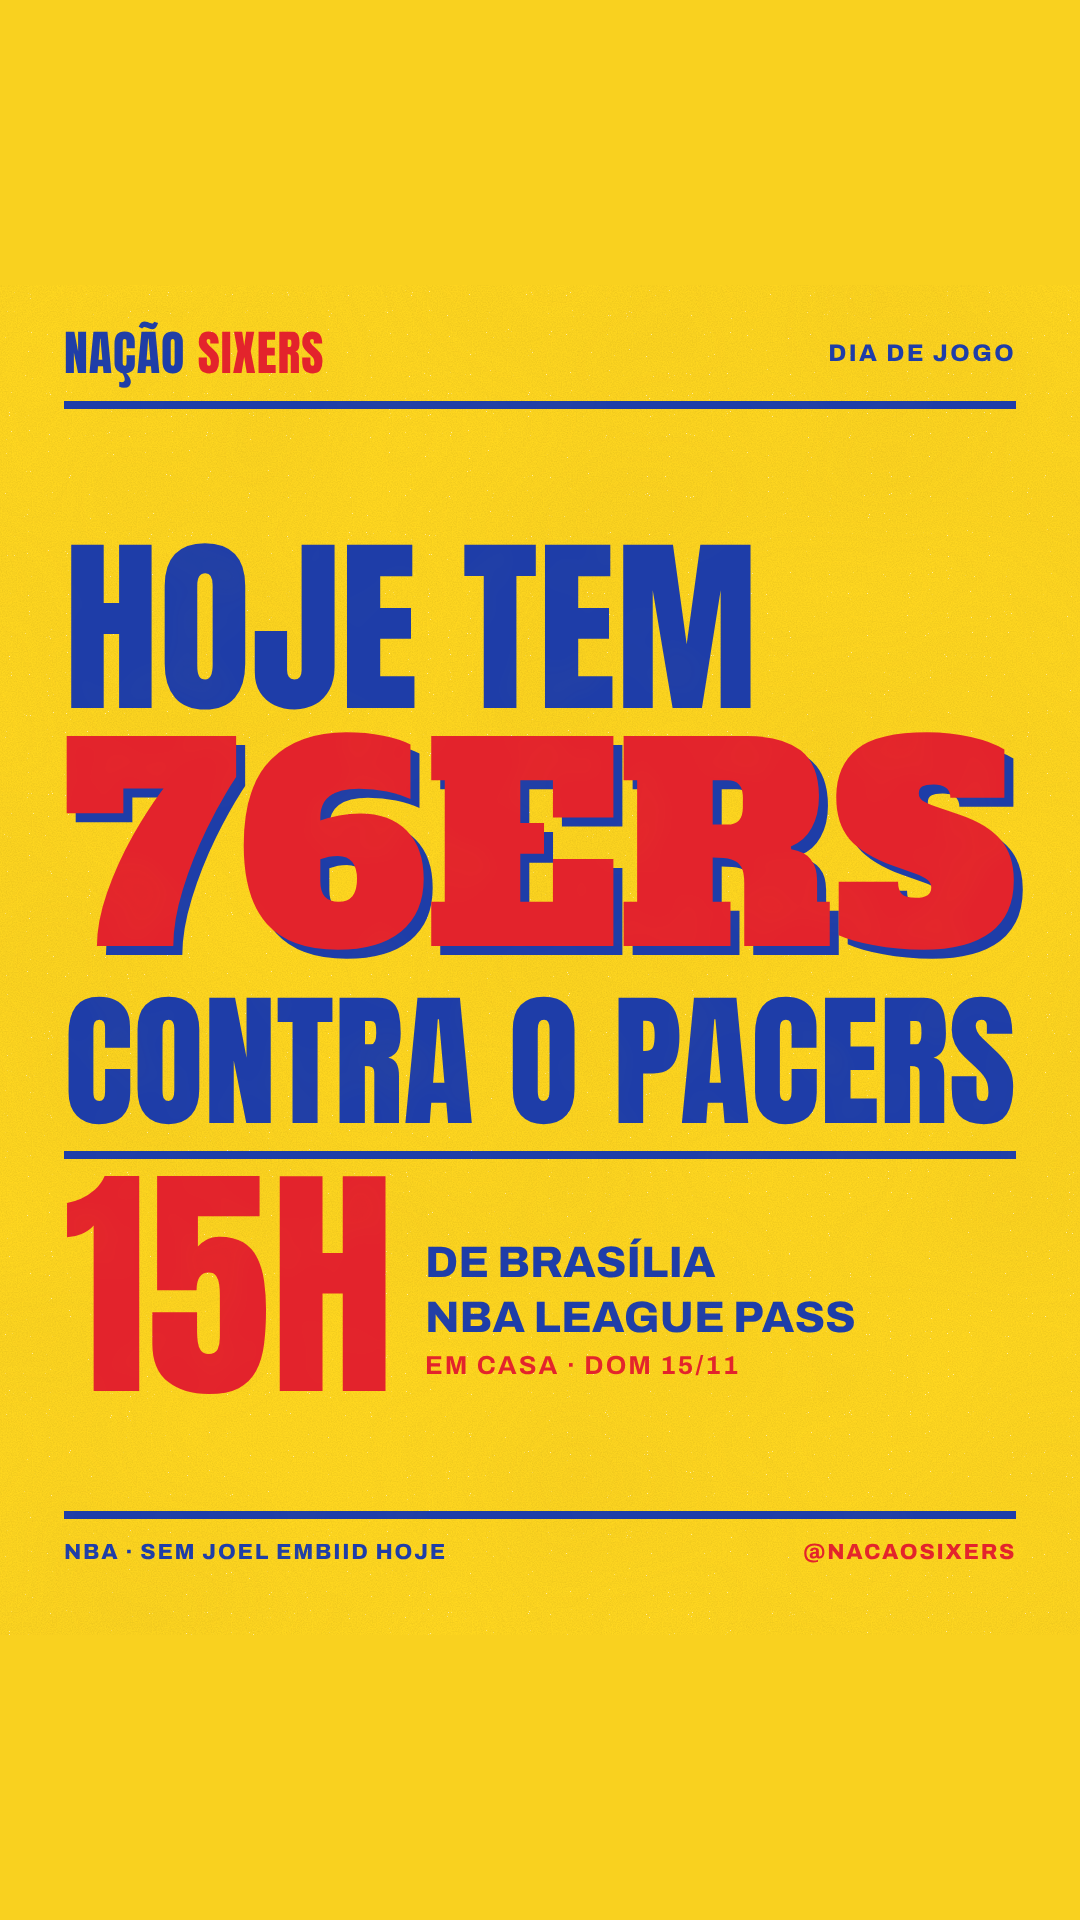 NAÇÃO SIXERS
DIA DE JOGO
HOJE TEM
76ERS
CONTRA O PACERS
15H
DE BRASÍLIA
NBA LEAGUE PASS
EM CASA · DOM 15/11
NBA · SEM JOEL EMBIID HOJE
@NACAOSIXERS